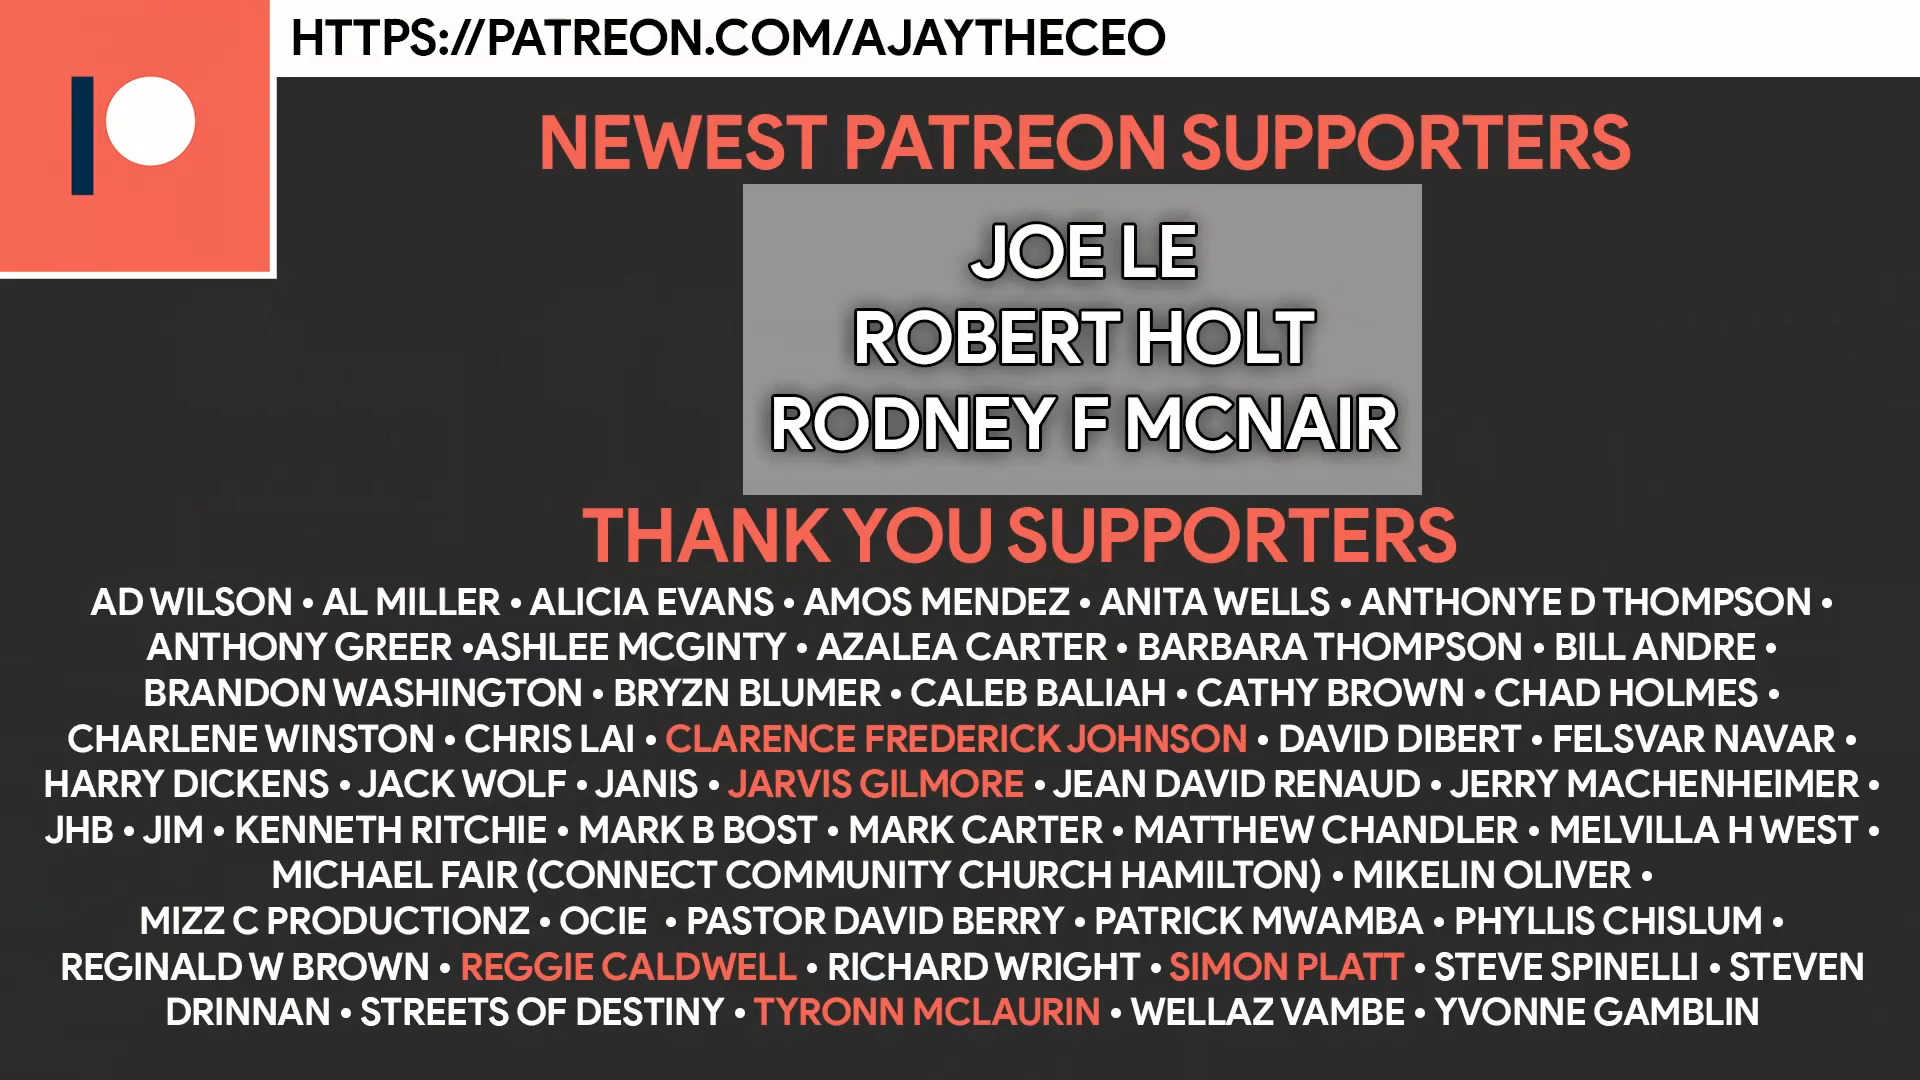 HTTPS://PATREON.COM/AJAYTHECEO
NEWEST PATREON SUPPORTERS
JOE LE
ROBERT HOLT
RODNEY F MCNAIR
THANK YOU SUPPORTERS
AD WILSON • AL MILLER • ALICIA EVANS • AMOS MENDEZ • ANITA WELLS • ANTHONYE D THOMPSON •
ANTHONY GREER •ASHLEE MCGINTY • AZALEA CARTER • BARBARA THOMPSON • BILL ANDRE •
BRANDON WASHINGTON • BRYZN BLUMER • CALEB BALIAH • CATHY BROWN • CHAD HOLMES •
CHARLENE WINSTON • CHRIS LAI • CLARENCE FREDERICK JOHNSON • DAVID DIBERT • FELSVAR NAVAR •
HARRY DICKENS • JACK WOLF • JANIS • JARVIS GILMORE • JEAN DAVID RENAUD • JERRY MACHENHEIMER •
JHB • JIM • KENNETH RITCHIE • MARK B BOST • MARK CARTER • MATTHEW CHANDLER • MELVILLA H WEST •
MICHAEL FAIR (CONNECT COMMUNITY CHURCH HAMILTON) • MIKELIN OLIVER •
MIZZ C PRODUCTIONZ • OCIE • PASTOR DAVID BERRY • PATRICK MWAMBA • PHYLLIS CHISLUM •
REGINALD W BROWN • REGGIE CALDWELL • RICHARD WRIGHT • SIMON PLATT • STEVE SPINELLI • STEVEN
DRINNAN • STREETS OF DESTINY • TYRONN MCLAURIN • WELLAZ VAMBE • YVONNE GAMBLIN